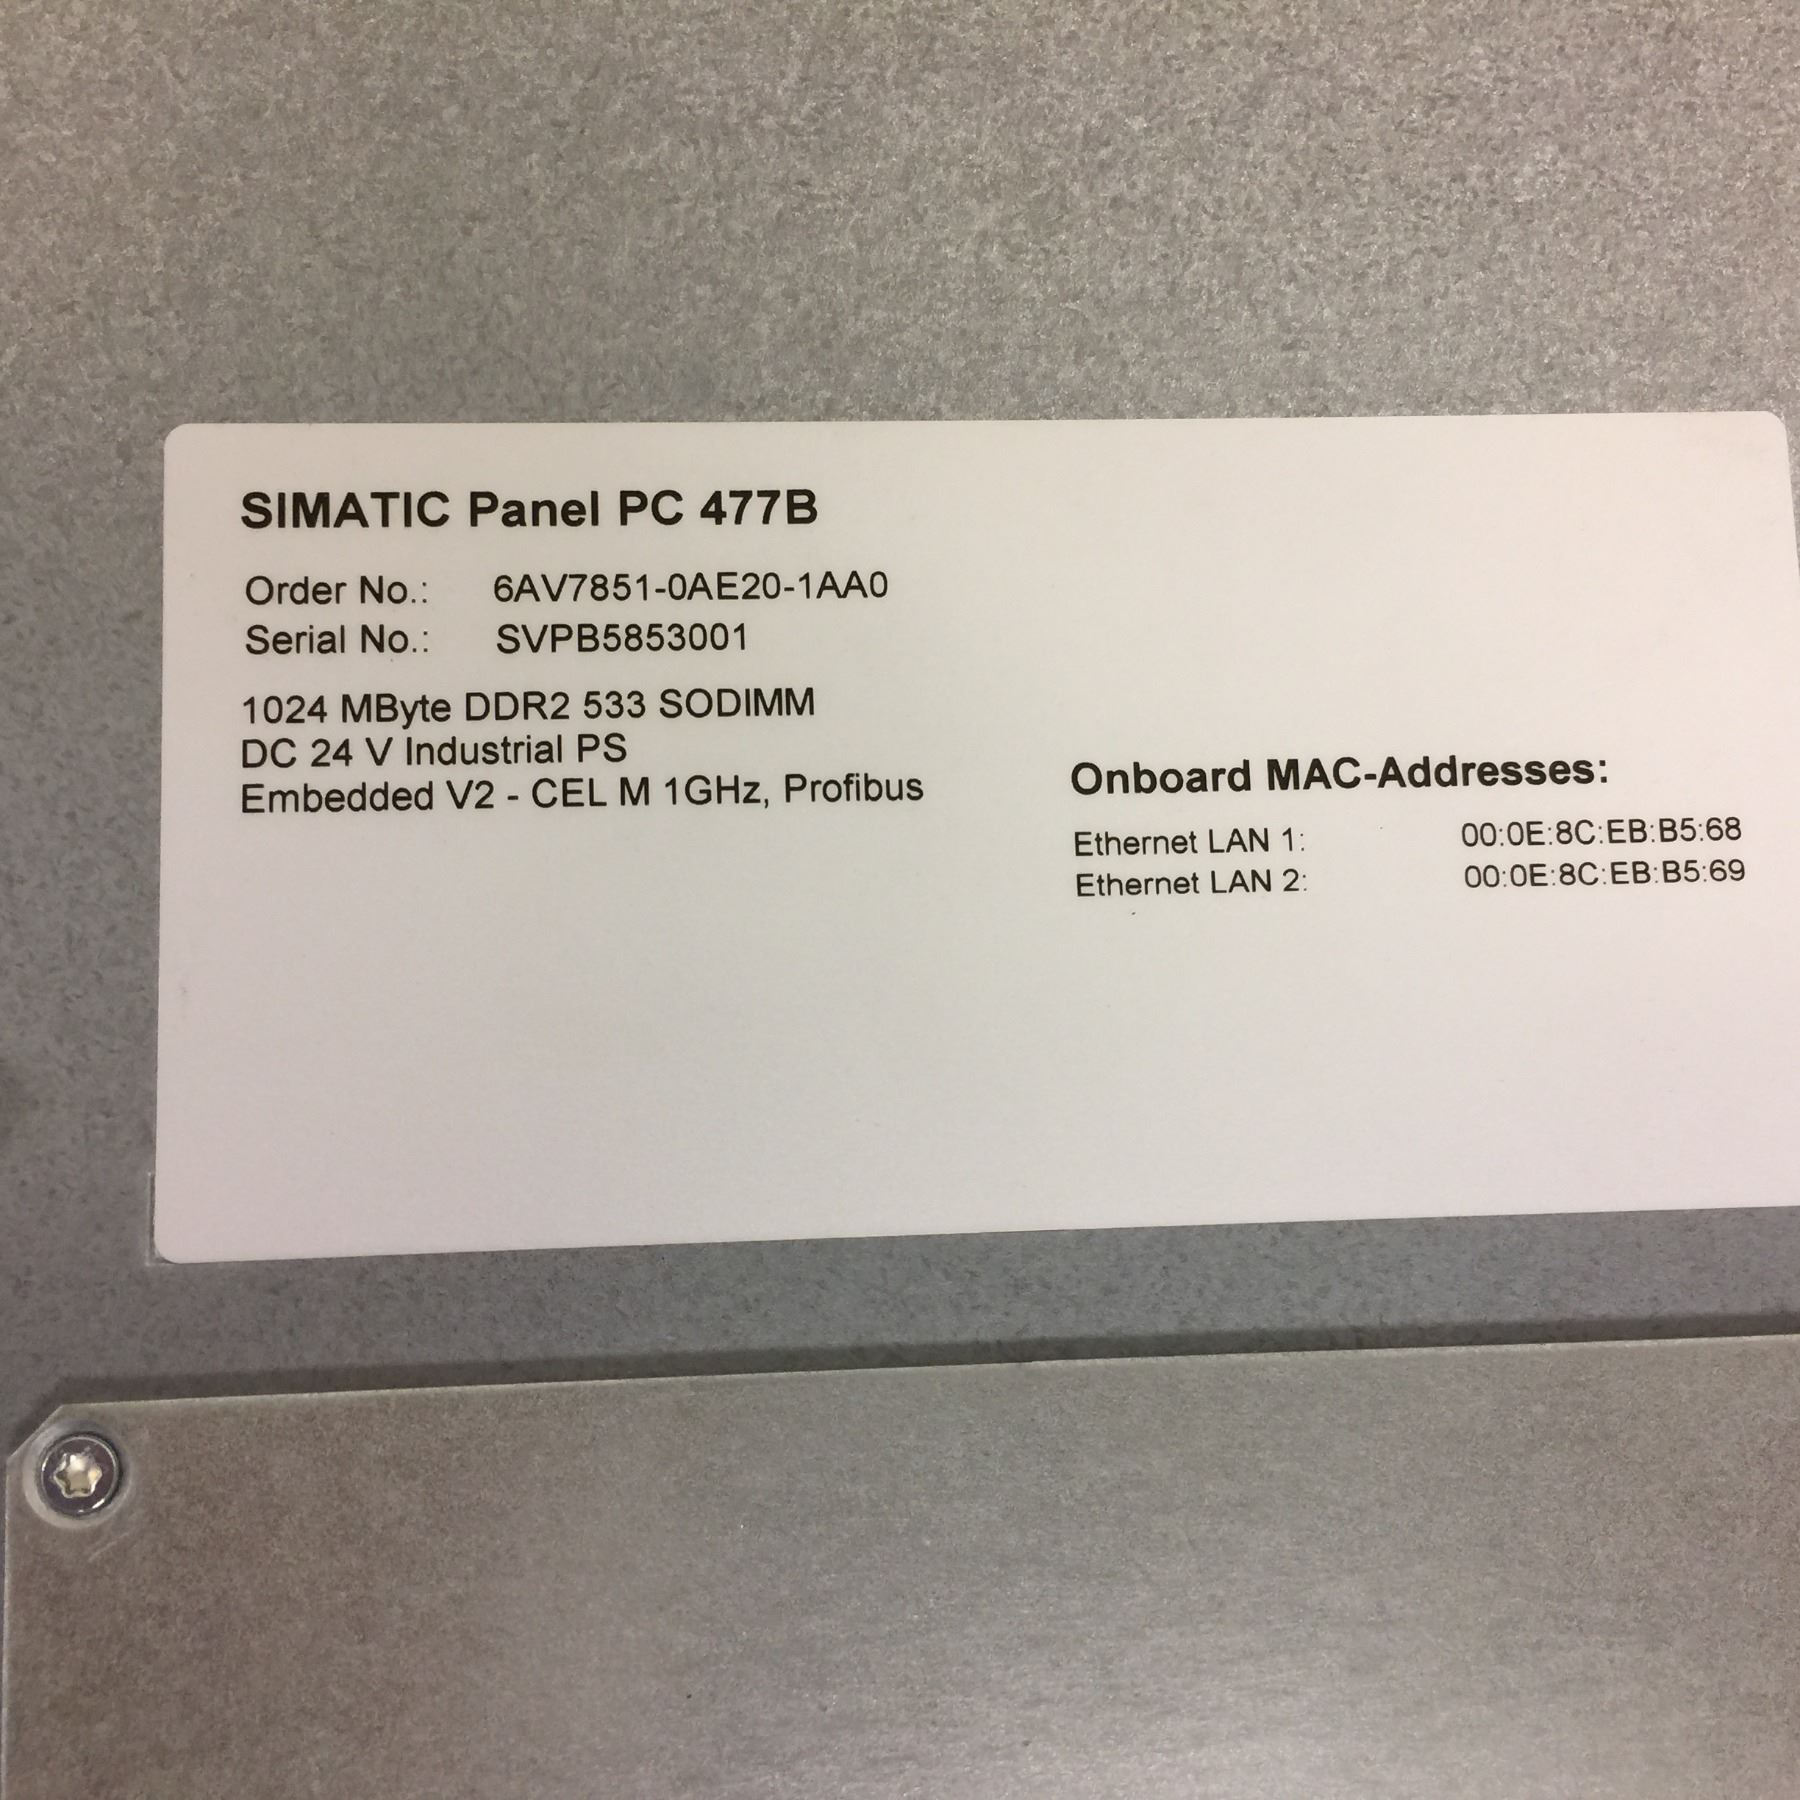 SIMATIC Panel PC 477B
Order No.: 6AV7851-0AE20-1AA0
Serial No.: SVPB5853001
1024 MByte DDR2 533 SODIMM
DC 24 V Industrial PS
Embedded V2 - CEL M 1GHz, Profibus
Onboard MAC-Addresses:
Ethernet LAN 1: 00:0E:8C:EB:B5:68
Ethernet LAN 2: 00:0E:8C:EB:B5:69